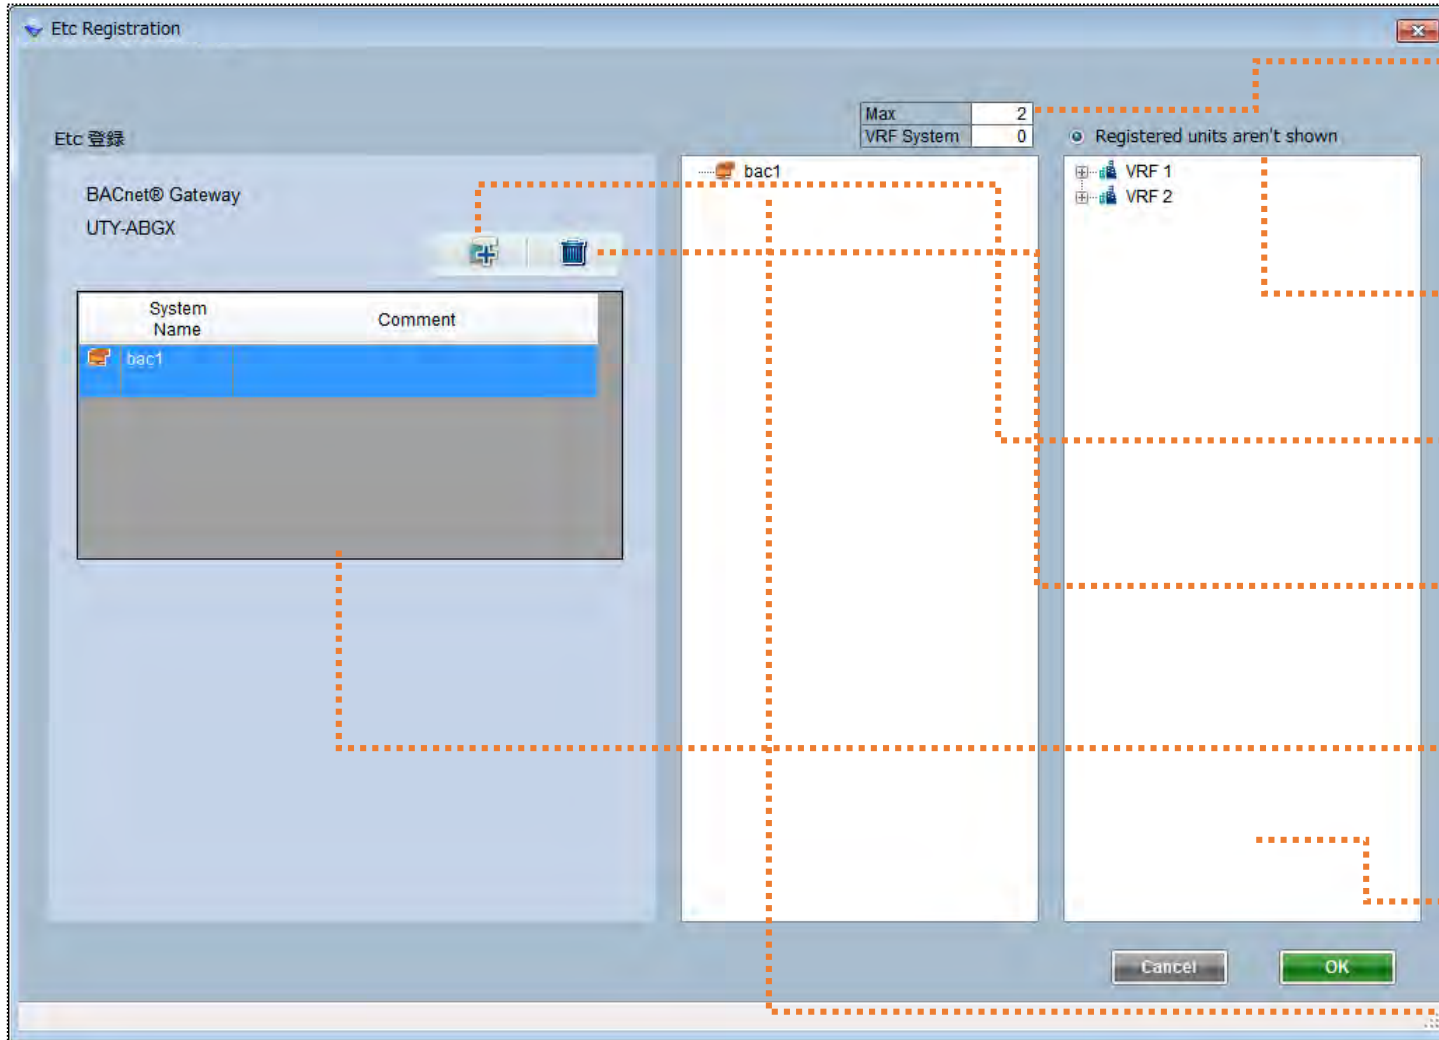 Etc Registration
Etc 登録
Max 2
VRF System 0
Registered units aren't shown
BACnet® Gateway
UTY-ABGX
System
Name
Comment
bac1
bac1
VRF 1
VRF 2
Cancel
OK